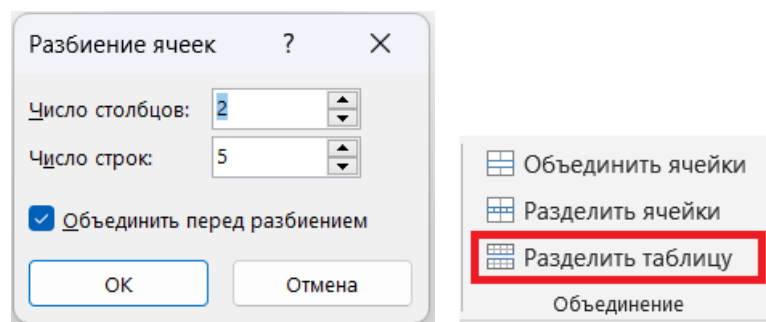 Разбиение ячеек ?
Число столбцов: 2
Число строк: 5
Объединить перед разбиением
ОК Отмена
Объединить ячейки
Разделить ячейки
Разделить таблицу
Объединение